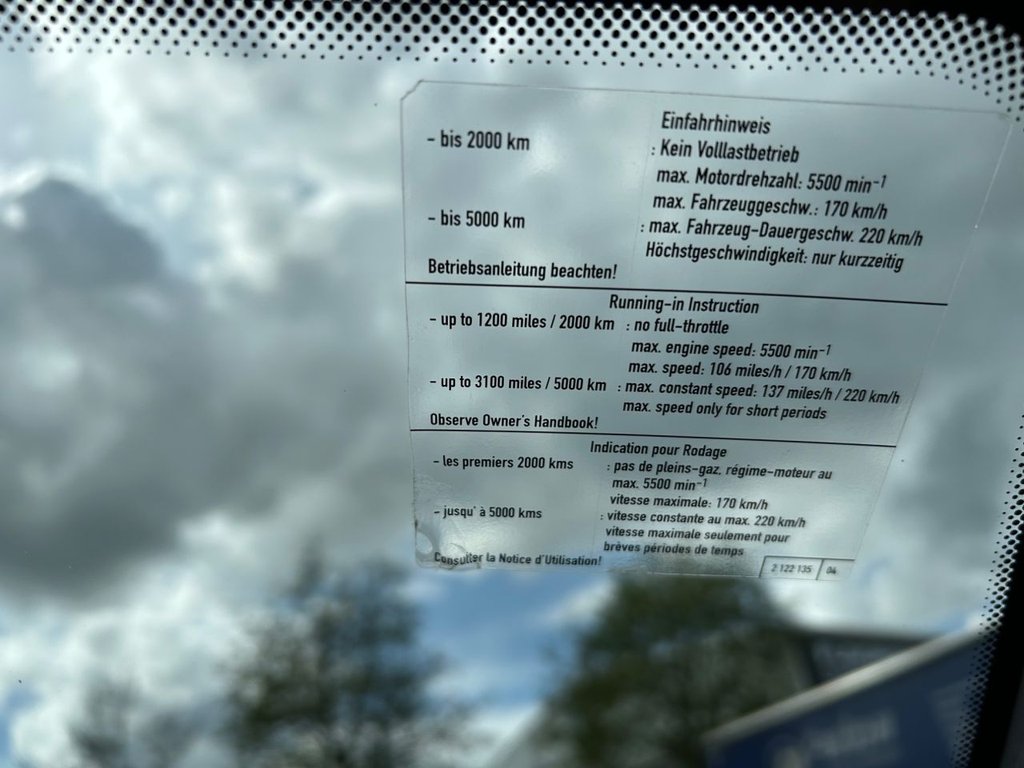 Einfahrhinweis
- bis 2000 km : Kein Volllastbetrieb
max. Motordrehzahl: 5500 min⁻¹
max. Fahrzeuggeschw.: 170 km/h
- bis 5000 km : max. Fahrzeug-Dauergeschw. 220 km/h
Höchstgeschwindigkeit: nur kurzzeitig
Betriebsanleitung beachten!
Running-in Instruction
- up to 1200 miles / 2000 km : no full-throttle
max. engine speed: 5500 min⁻¹
max. speed: 106 miles/h / 170 km/h
- up to 3100 miles / 5000 km : max. constant speed: 137 miles/h / 220 km/h
max. speed only for short periods
Observe Owner's Handbook!
Indication pour Rodage
- les premiers 2000 kms : pas de pleins-gaz, régime-moteur au
max. 5500 min⁻¹
vitesse maximale: 170 km/h
- jusqu' à 5000 kms : vitesse constante au max. 220 km/h
vitesse maximale seulement pour
brèves périodes de temps
Consulter la Notice d'Utilisation!
2 122 135 04